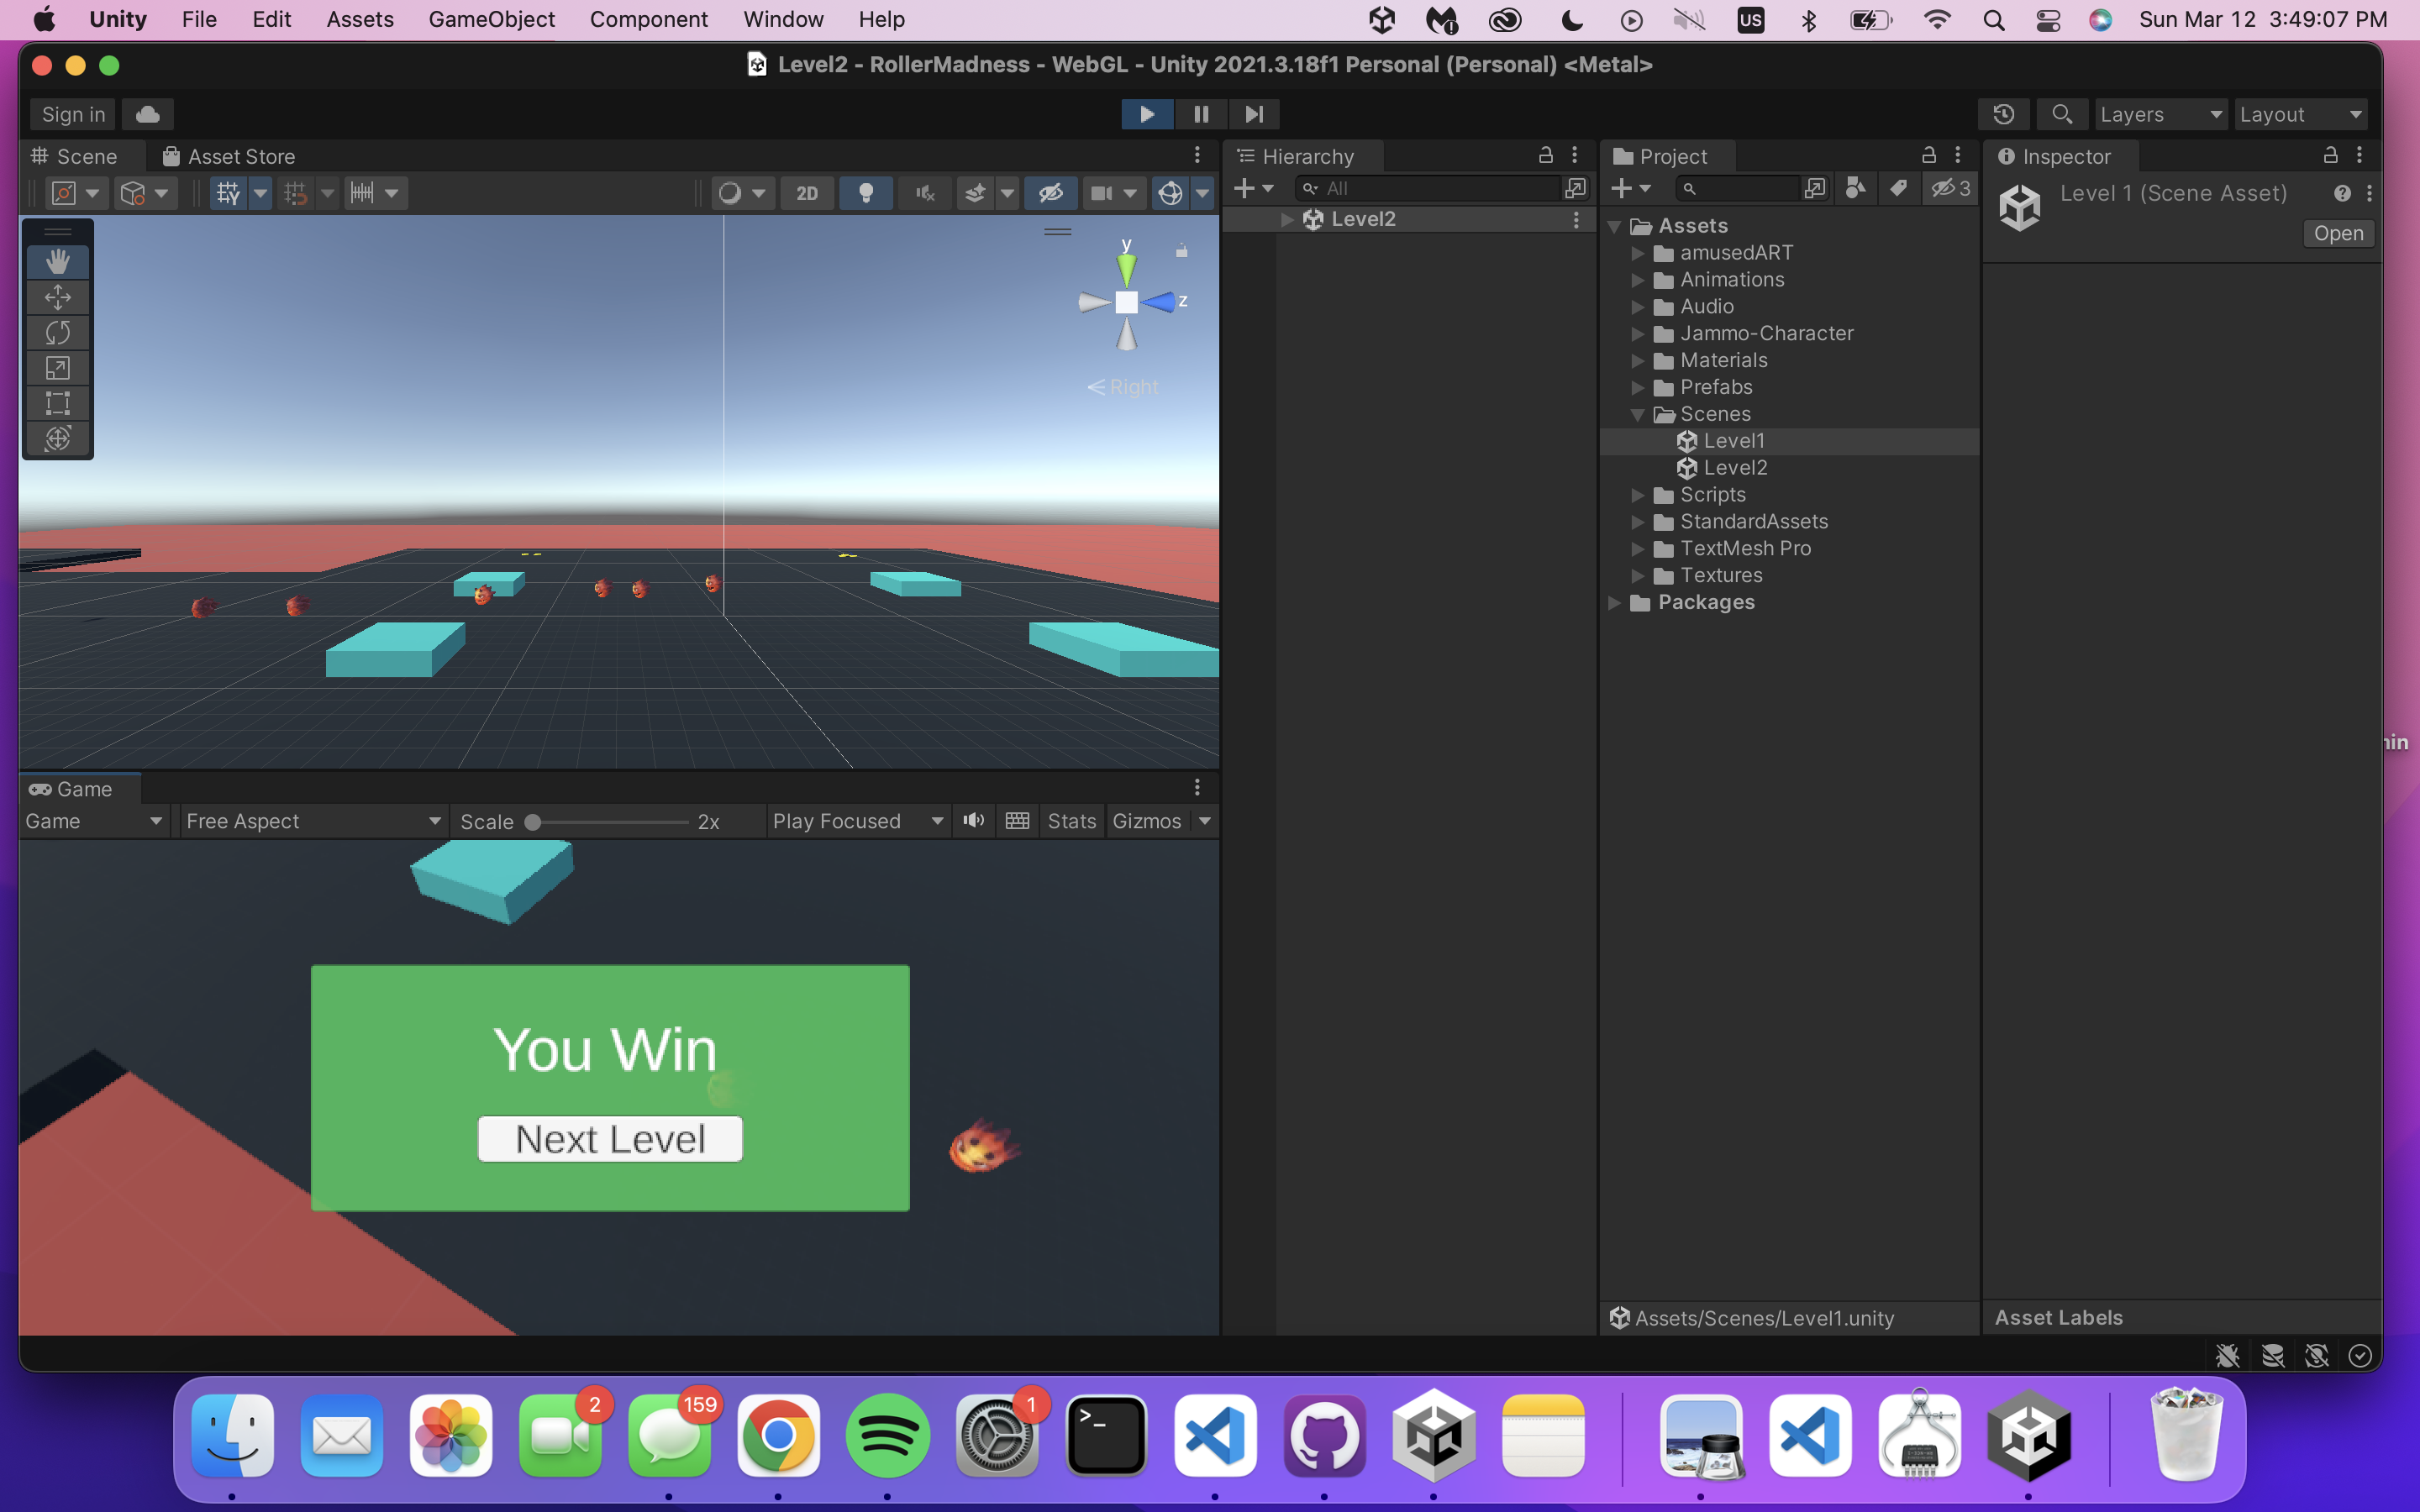 Unity File Edit Assets GameObject Component Window Help US Sun Mar 12 3:49:07 PM
Level2 - RollerMadness - WebGL - Unity 2021.3.18f1 Personal (Personal) <Metal>
Sign in Layers Layout
Scene Asset Store
2D
y
z
Right
Game
Game Free Aspect Scale 2x Play Focused Stats Gizmos
You Win
Next Level
Hierarchy
All
Level2
Project
3
Assets
amusedART
Animations
Audio
Jammo-Character
Materials
Prefabs
Scenes
Level1
Level2
Scripts
StandardAssets
TextMesh Pro
Textures
Packages
Assets/Scenes/Level1.unity
Inspector
Level 1 (Scene Asset)
Open
Asset Labels
2 159 1
>_